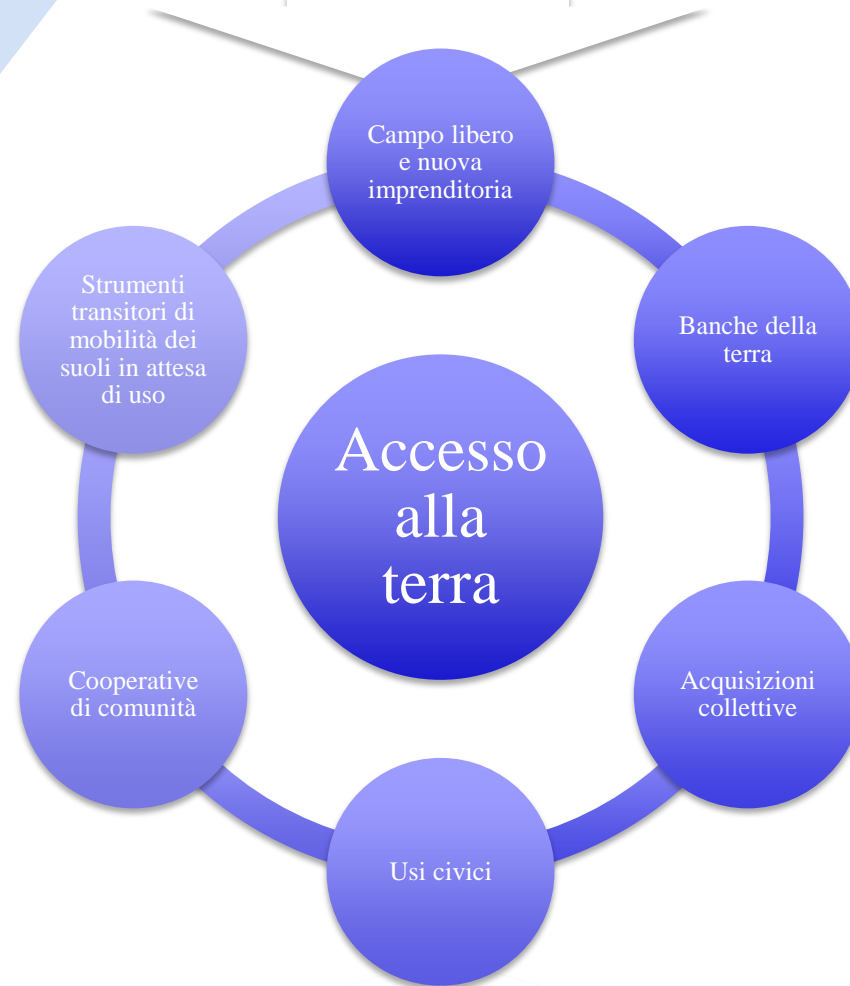 Campo libero
e nuova
imprenditoria
Strumenti
transitori di
mobilità dei
suoli in attesa
di uso
Banche della
terra
Accesso
alla
terra
Cooperative
di comunità
Acquisizioni
collettive
Usi civici